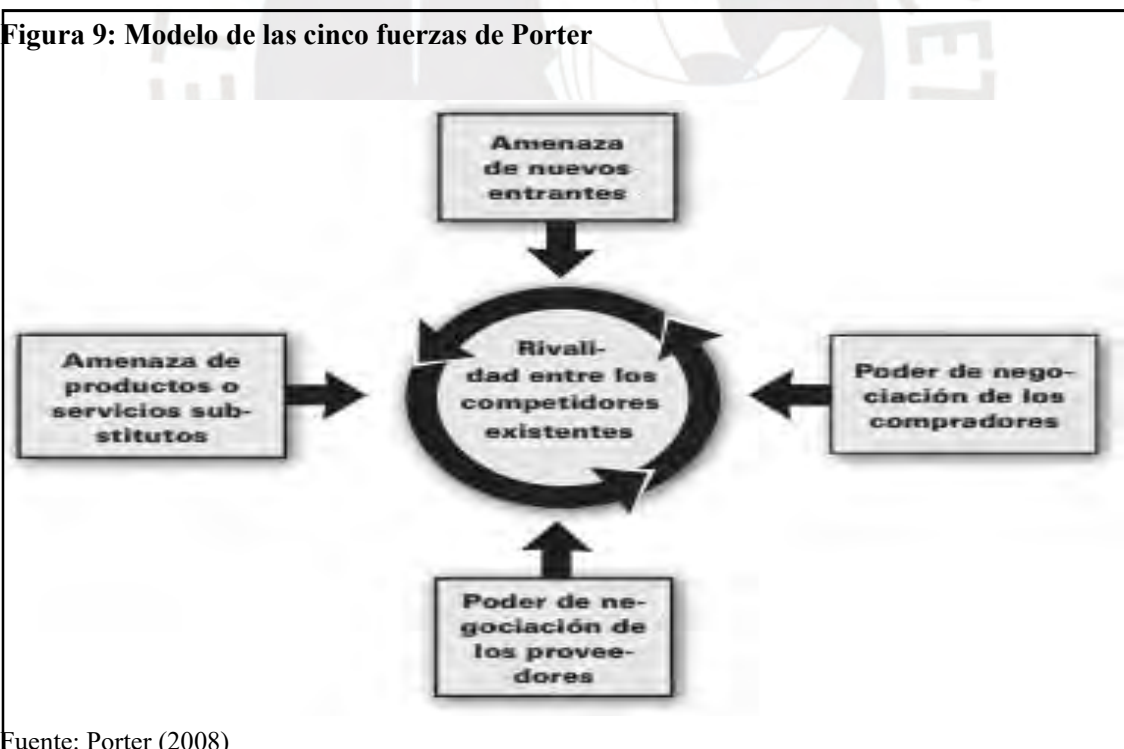 Figura 9: Modelo de las cinco fuerzas de Porter
Amenaza
de nuevos
entrantes
Amenaza de
productos o
servicios sub-
stitutos
Rivali-
dad entre los
competidores
existentes
Poder de nego-
ciación de los
compradores
Poder de ne-
gociación de
los provee-
dores
Fuente: Porter (2008)